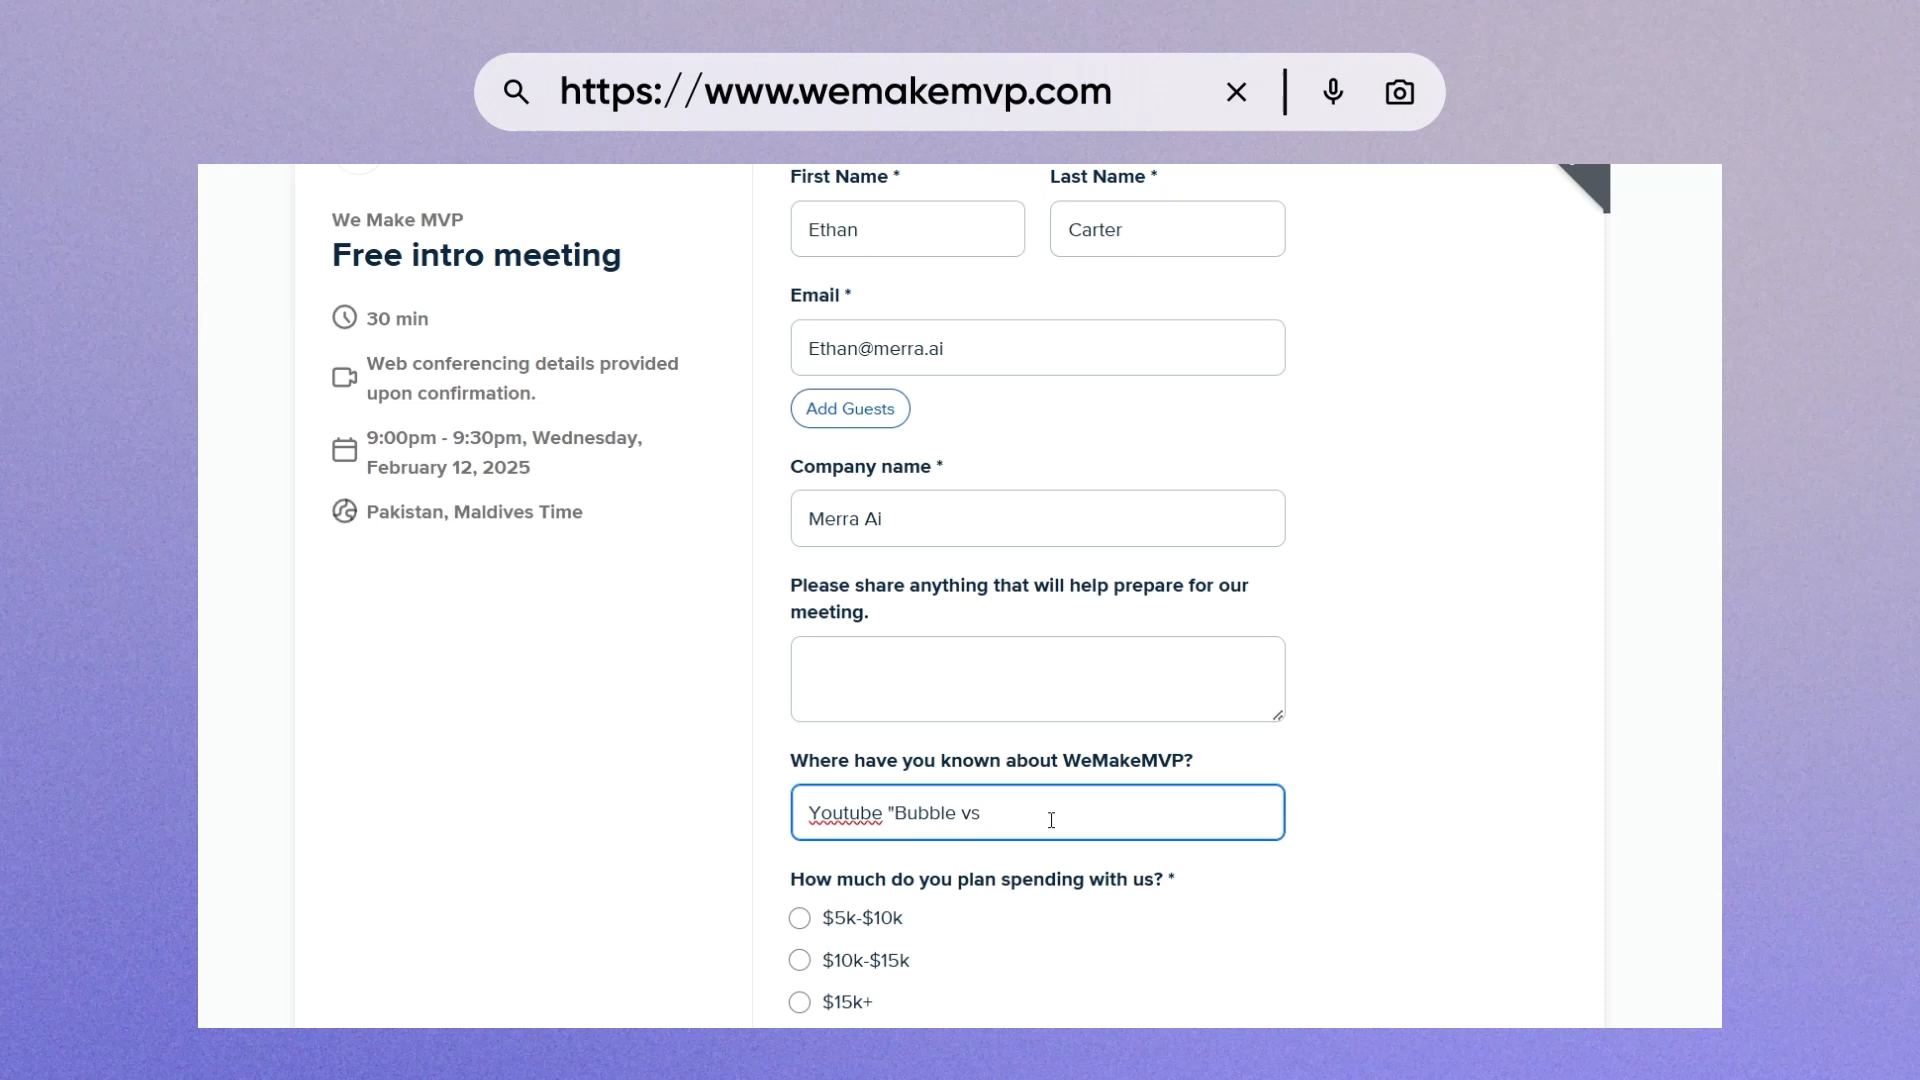 https://www.wemakemvp.com
We Make MVP
Free intro meeting
30 min
Web conferencing details provided
upon confirmation.
9:00pm - 9:30pm, Wednesday,
February 12, 2025
Pakistan, Maldives Time
First Name *
Last Name *
Ethan
Carter
Email *
Ethan@merra.ai
Add Guests
Company name *
Merra Ai
Please share anything that will help prepare for our
meeting.
Where have you known about WeMakeMVP?
Youtube "Bubble vs
How much do you plan spending with us? *
$5k-$10k
$10k-$15k
$15k+